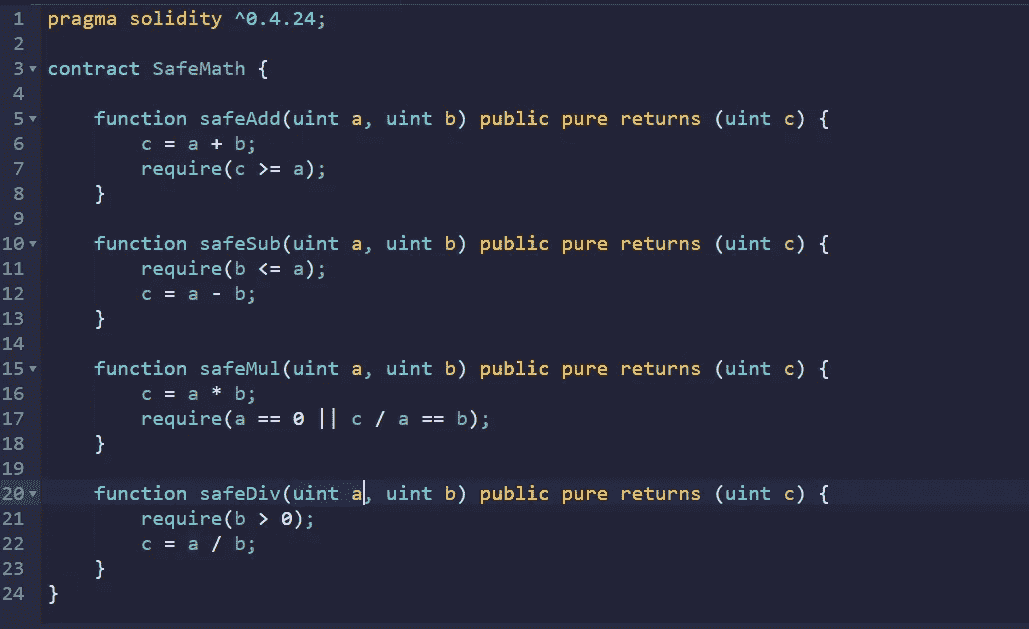 1 pragma solidity ^0.4.24;
2
3 contract SafeMath {
4
5     function safeAdd(uint a, uint b) public pure returns (uint c) {
6         c = a + b;
7         require(c >= a);
8     }
9
10     function safeSub(uint a, uint b) public pure returns (uint c) {
11         require(b <= a);
12         c = a - b;
13     }
14
15     function safeMul(uint a, uint b) public pure returns (uint c) {
16         c = a * b;
17         require(a == 0 || c / a == b);
18     }
19
20     function safeDiv(uint a, uint b) public pure returns (uint c) {
21         require(b > 0);
22         c = a / b;
23     }
24 }